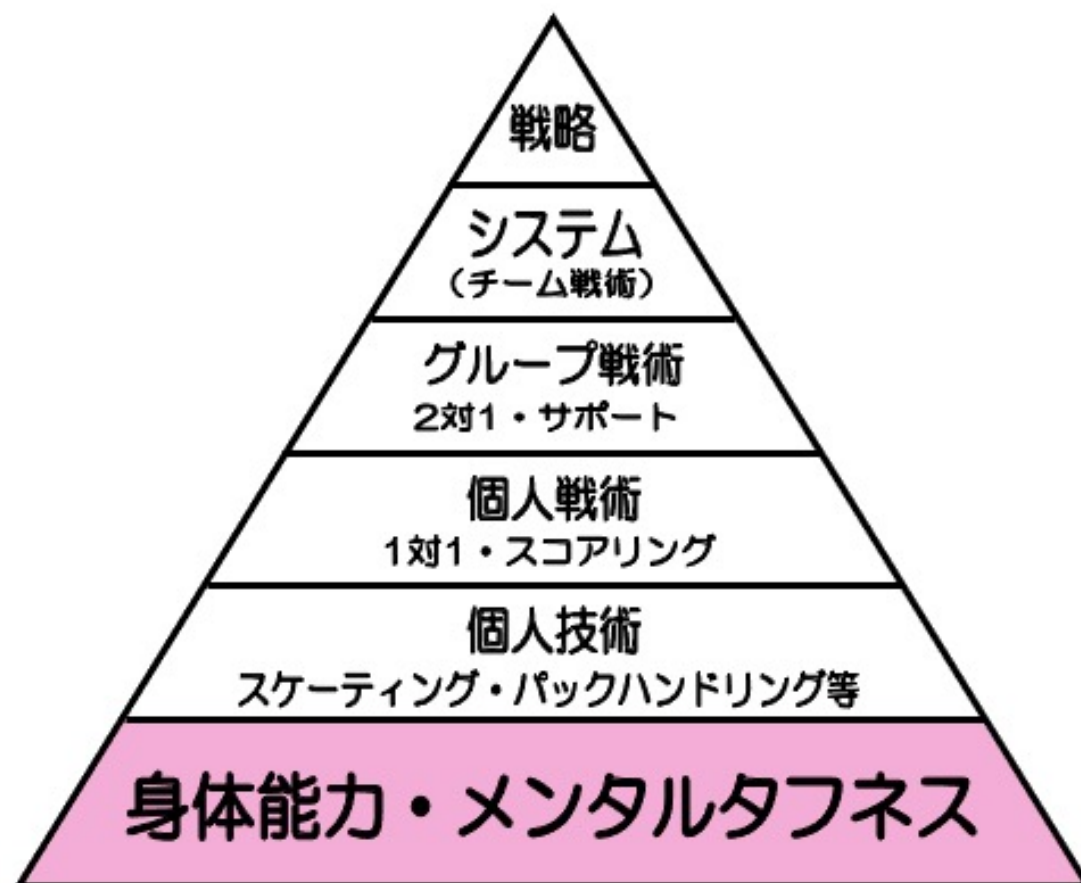 戦略
システム
（チーム戦術）
グループ戦術
2対1・サポート
個人戦術
1対1・スコアリング
個人技術
スケーティング・パックハンドリング等
身体能力・メンタルタフネス